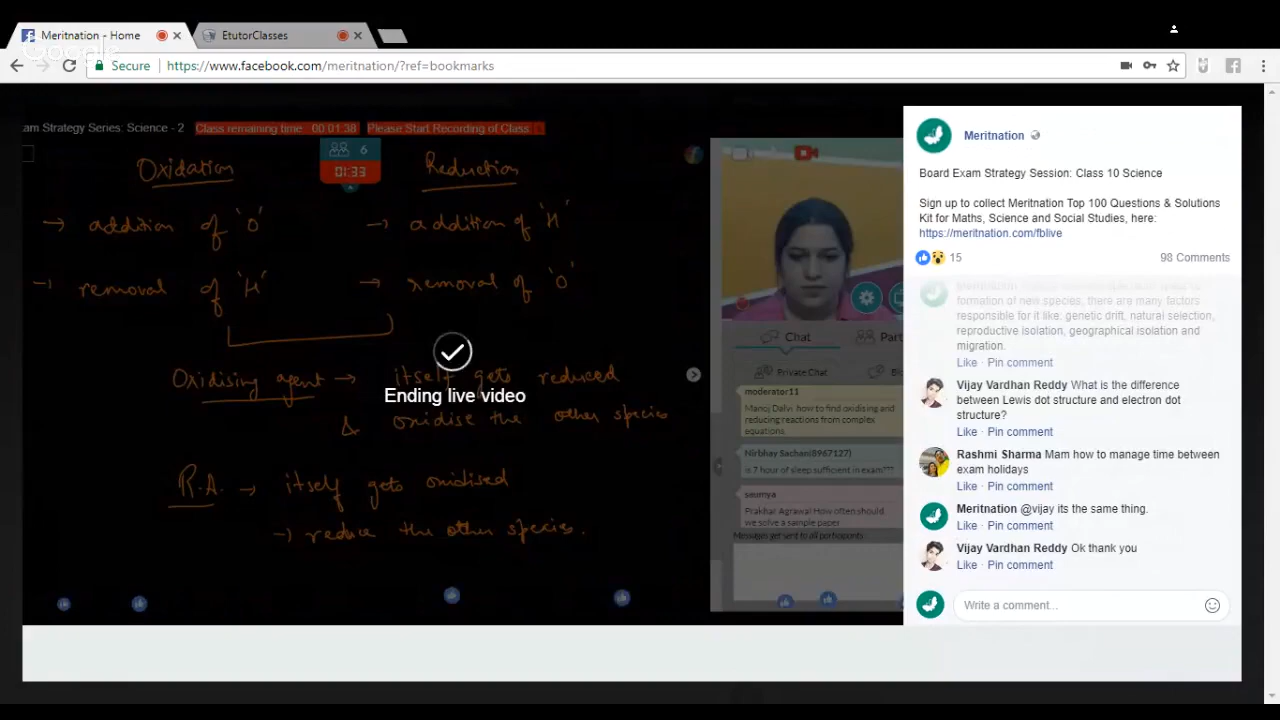 Meritnation - Home
EtutorClasses
Google
Secure https://www.facebook.com/meritnation/?ref=bookmarks
am Strategy Series: Science - 2 Class remaining time 00:01:38 Please Start Recording of Class
6
01:33
Oxidation
Reduction
→ addition of 'O'
→ addition of 'H'
→ removal of 'H'
→ removal of 'O'
Ending live video
Oxidising agent → itself gets reduced
& oxidise the other species
R.A. → itself gets oxidised
→ reduce the other species.
Chat
Par
Private Chat
moderator11
Manoj Dalvi, how to find oxidising and
reducing reactions from complex
equations.
Nirbhay Sachan(8967127)
is 7 hour of sleep sufficient in exam???
saumya
Prakhar Agrawal How often should
we solve a sample paper
Messages get sent to all participants.
Meritnation
Board Exam Strategy Session: Class 10 Science
Sign up to collect Meritnation Top 100 Questions & Solutions
Kit for Maths, Science and Social Studies, here:
https://meritnation.com/fblive
15
98 Comments
formation of new species, there are many factors
responsible for it like: genetic drift, natural selection,
reproductive isolation, geographical isolation and
migration.
Like · Pin comment
Vijay Vardhan Reddy What is the difference
between Lewis dot structure and electron dot
structure?
Like · Pin comment
Rashmi Sharma Mam how to manage time between
exam holidays
Like · Pin comment
Meritnation @vijay its the same thing.
Like · Pin comment
Vijay Vardhan Reddy Ok thank you
Like · Pin comment
Write a comment...